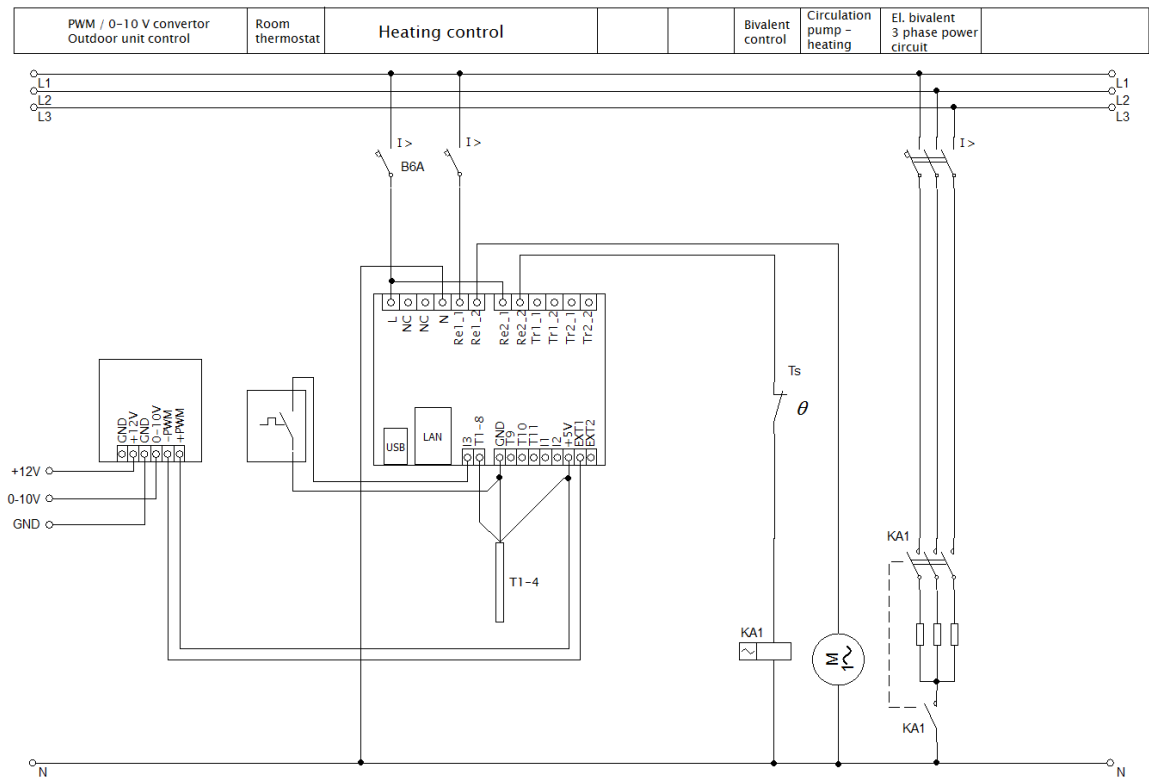 PWM / 0-10 V convertor
Outdoor unit control
Room
thermostat
Heating control
Bivalent
control
Circulation
pump -
heating
El. bivalent
3 phase power
circuit
L1
L2
L3
L1
L2
L3
I >
I >
I >
B6A
L
NC
NC
N
Re1_1
Re1_2
Re2_1
Re2_2
Tr1_1
Tr1_2
Tr2_1
Tr2_2
Ts
θ
GND
+12V
GND
0-10V
-PWM
+PWM
USB
LAN
I3
T1-8
GND
T9
T10
T11
I1
I2
+5V
EXT1
EXT2
+12V
0-10V
GND
T1-4
KA1
KA1
M
1
KA1
N
N